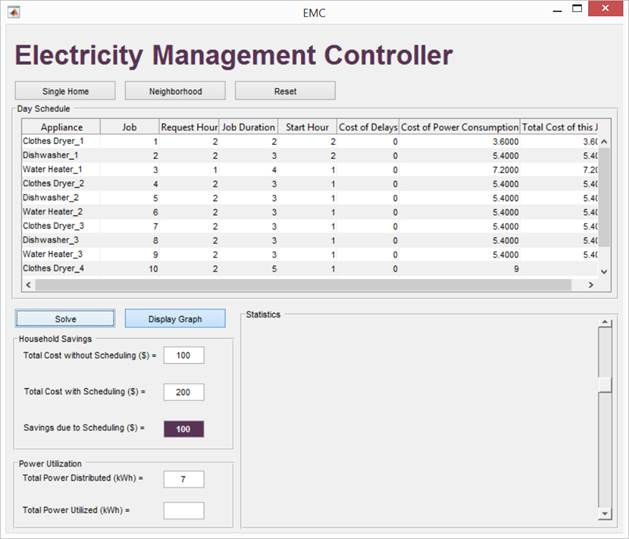 EMC
Electricity Management Controller
Single Home Neighborhood Reset
Day Schedule
Appliance Job Request Hour Job Duration Start Hour Cost of Delays Cost of Power Consumption Total Cost of this J
Clothes Dryer_1 1 2 2 2 0 3.6000 3.60
Dishwasher_1 2 2 3 2 0 5.4000 5.40
Water Heater_1 3 1 4 1 0 7.2000 7.20
Clothes Dryer_2 4 2 3 1 0 5.4000 5.40
Dishwasher_2 5 2 3 1 0 5.4000 5.40
Water Heater_2 6 2 3 1 0 5.4000 5.40
Clothes Dryer_3 7 2 3 1 0 5.4000 5.40
Dishwasher_3 8 2 3 1 0 5.4000 5.40
Water Heater_3 9 2 3 1 0 5.4000 5.40
Clothes Dryer_4 10 2 5 1 0 9
Solve Display Graph
Household Savings
Total Cost without Scheduling ($) = 100
Total Cost with Scheduling ($) = 200
Savings due to Scheduling ($) = 100
Power Utilization
Total Power Distributed (kWh) = 7
Total Power Utilized (kWh) =
Statistics